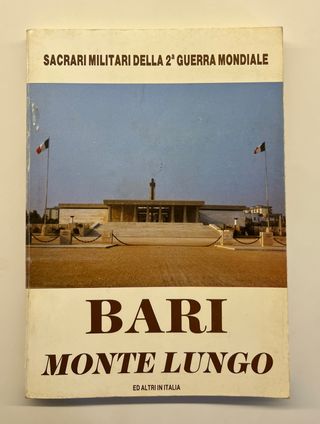 SACRARI MILITARI DELLA 2ª GUERRA MONDIALE
BARI
MONTE LUNGO
ED ALTRI IN ITALIA